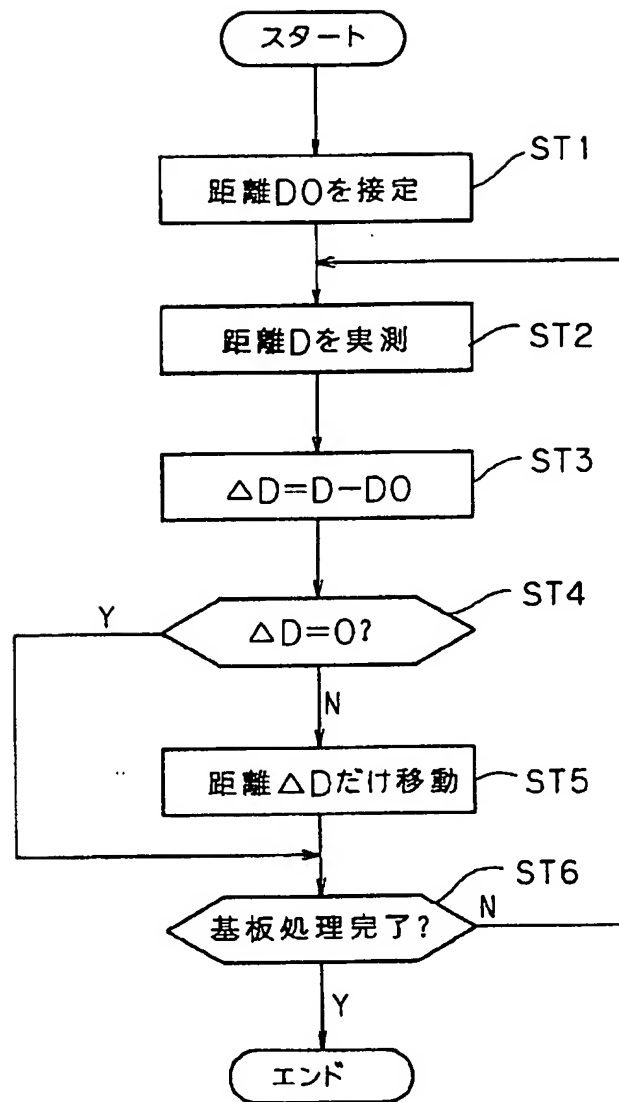 スタート
ST1
距離D0を接定
距離Dを実測
ST2
ST3
△D=D-D0
ST4
Y
△D=0?
N
距離△Dだけ移動
ST5
ST6
基板処理完了?
N
Y
エンド